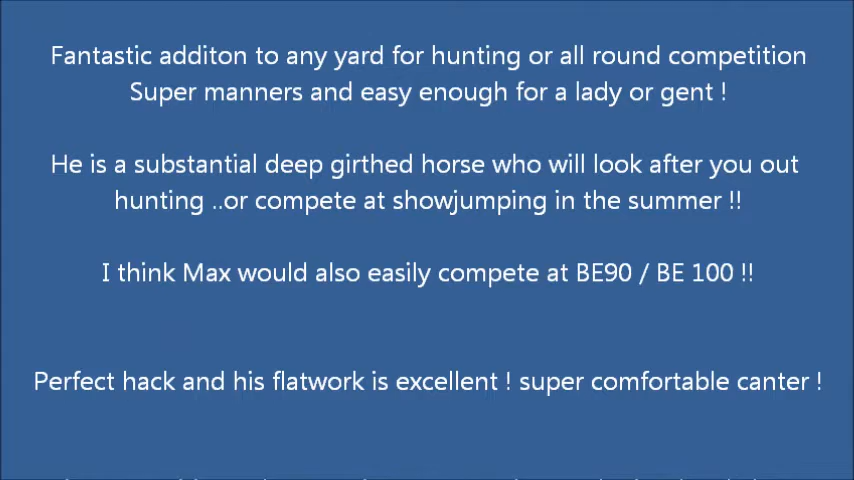 Fantastic additon to any yard for hunting or all round competition
Super manners and easy enough for a lady or gent !
He is a substantial deep girthed horse who will look after you out
hunting ..or compete at showjumping in the summer !!
I think Max would also easily compete at BE90 / BE 100 !!
Perfect hack and his flatwork is excellent ! super comfortable canter !